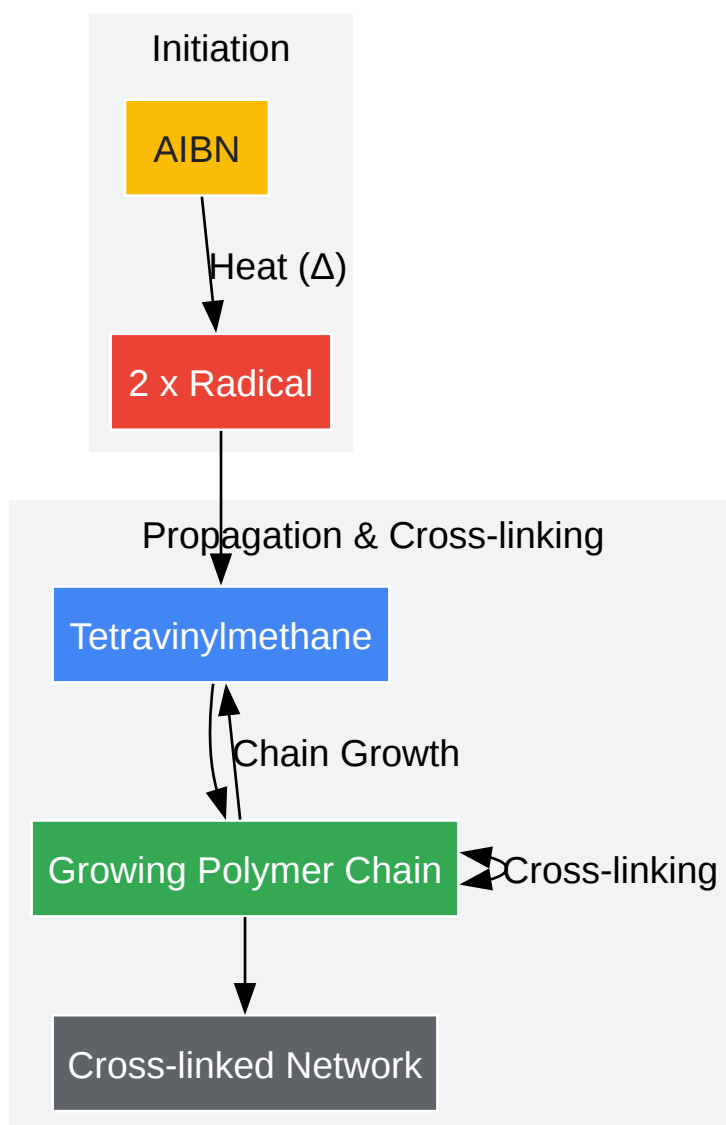 Initiation
AIBN
Heat (Δ)
2 x Radical
Propagation & Cross-linking
Tetravinylmethane
Chain Growth
Growing Polymer Chain
Cross-linking
Cross-linked Network